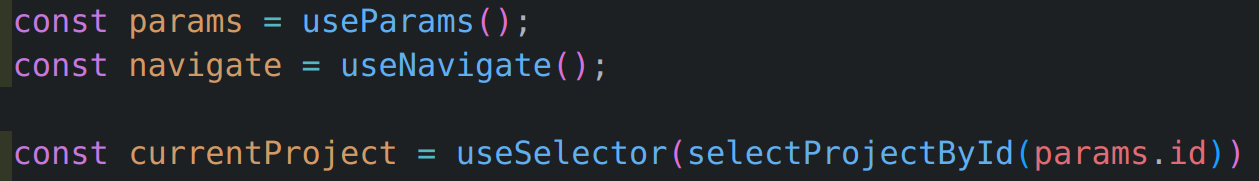 const params = useParams();
const navigate = useNavigate();
const currentProject = useSelector(selectProjectById(params.id))